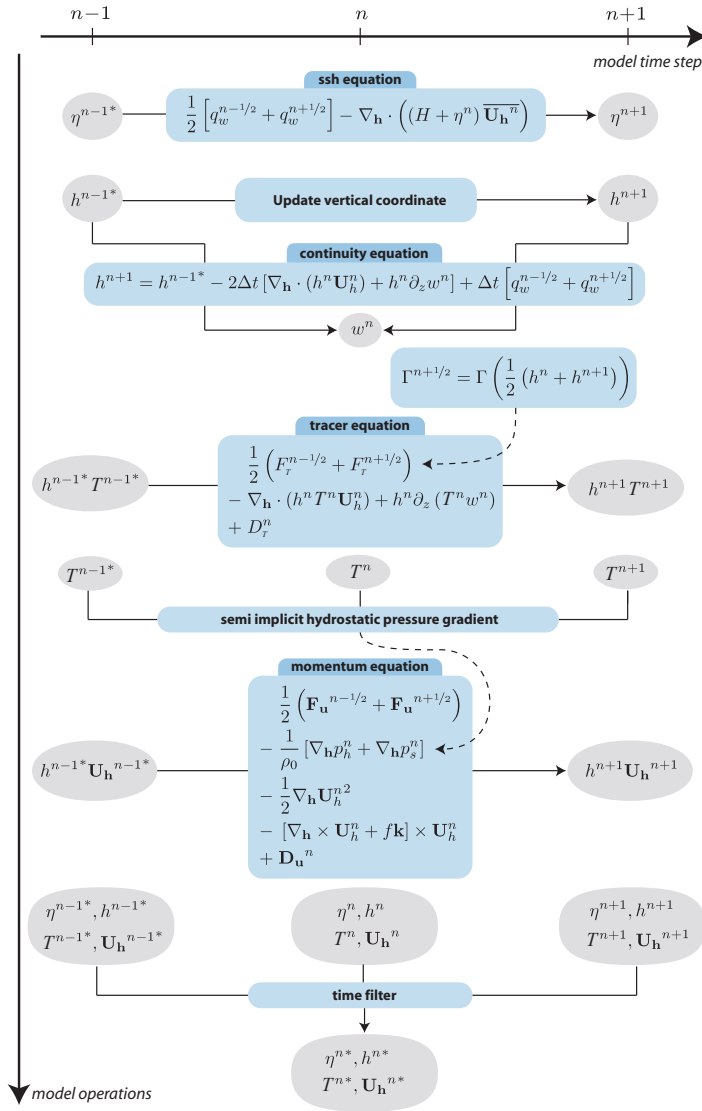 n−1 n n+1
model time step
ssh equation
η^{n−1*} 1/2 [q_w^{n−1/2} + q_w^{n+1/2}] − ∇_h · ((H + η^n) \overline{U_h^n}) η^{n+1}
h^{n−1*} Update vertical coordinate h^{n+1}
continuity equation
h^{n+1} = h^{n−1*} − 2Δt [∇_h · (h^n U_h^n) + h^n ∂_z w^n] + Δt [q_w^{n−1/2} + q_w^{n+1/2}]
w^n
Γ^{n+1/2} = Γ (1/2 (h^n + h^{n+1}))
tracer equation
1/2 (F_T^{n−1/2} + F_T^{n+1/2})
h^{n−1*} T^{n−1*} − ∇_h · (h^n T^n U_h^n) + h^n ∂_z (T^n w^n) h^{n+1} T^{n+1}
+ D_T^n
T^{n−1*} T^n T^{n+1}
semi implicit hydrostatic pressure gradient
momentum equation
1/2 (F_u^{n−1/2} + F_u^{n+1/2})
− 1/ρ_0 [∇_h p_h^n + ∇_h p_s^n]
h^{n−1*} U_h^{n−1*} h^{n+1} U_h^{n+1}
− 1/2 ∇_h U_h^{n2}
− [∇_h × U_h^n + fk] × U_h^n
+ D_u^n
η^{n−1*}, h^{n−1*} η^n, h^n η^{n+1}, h^{n+1}
T^{n−1*}, U_h^{n−1*} T^n, U_h^n T^{n+1}, U_h^{n+1}
time filter
η^{n*}, h^{n*}
T^{n*}, U_h^{n*}
model operations